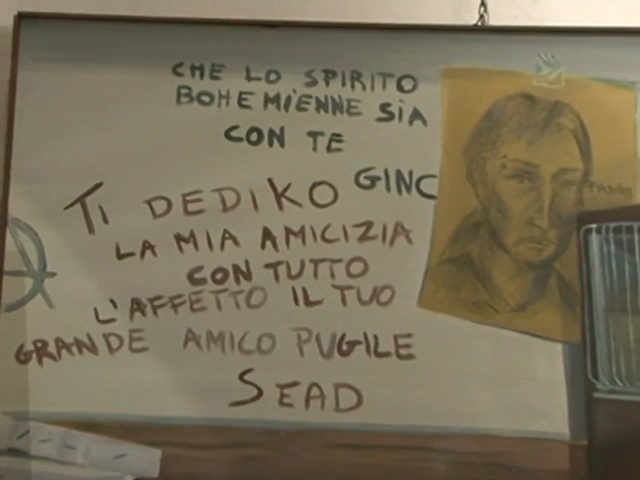 CHE LO SPIRITO
BOHEMIENNE SIA
CON TE
GINO
TI DEDIKO
LA MIA AMICIZIA
CON TUTTO
L'AFFETTO IL TUO
GRANDE AMICO PUGILE
SEAD